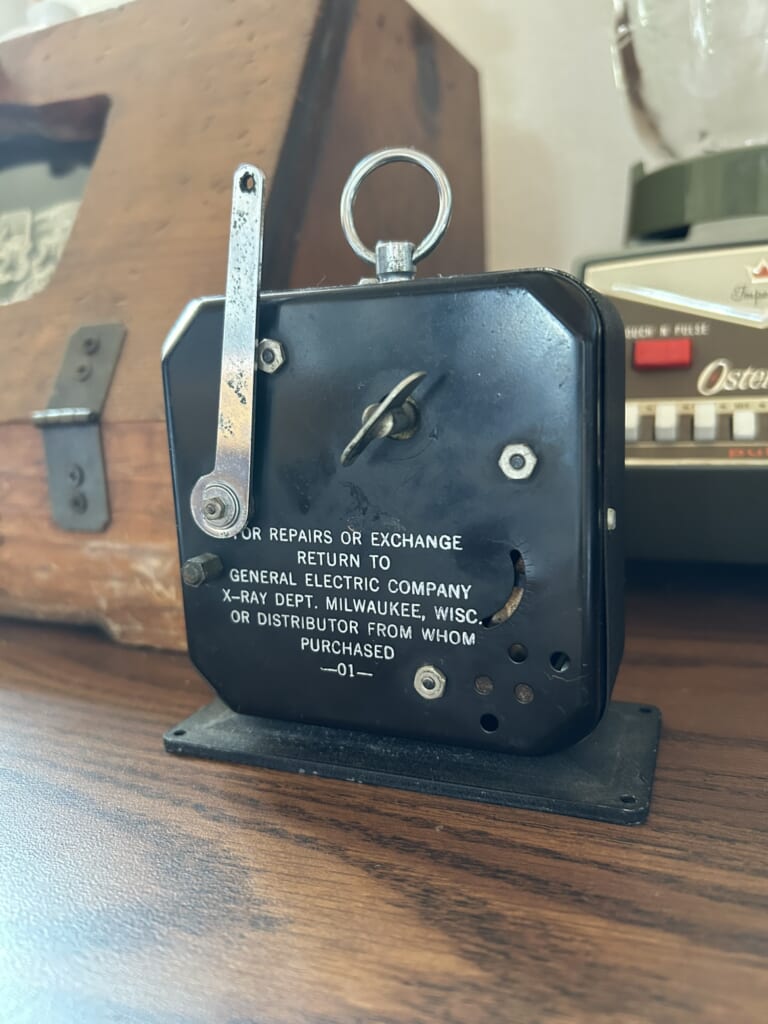 FOR REPAIRS OR EXCHANGE
RETURN TO
GENERAL ELECTRIC COMPANY
X-RAY DEPT. MILWAUKEE, WISC.
OR DISTRIBUTOR FROM WHOM
PURCHASED
—01—
N' PULSE
Oster